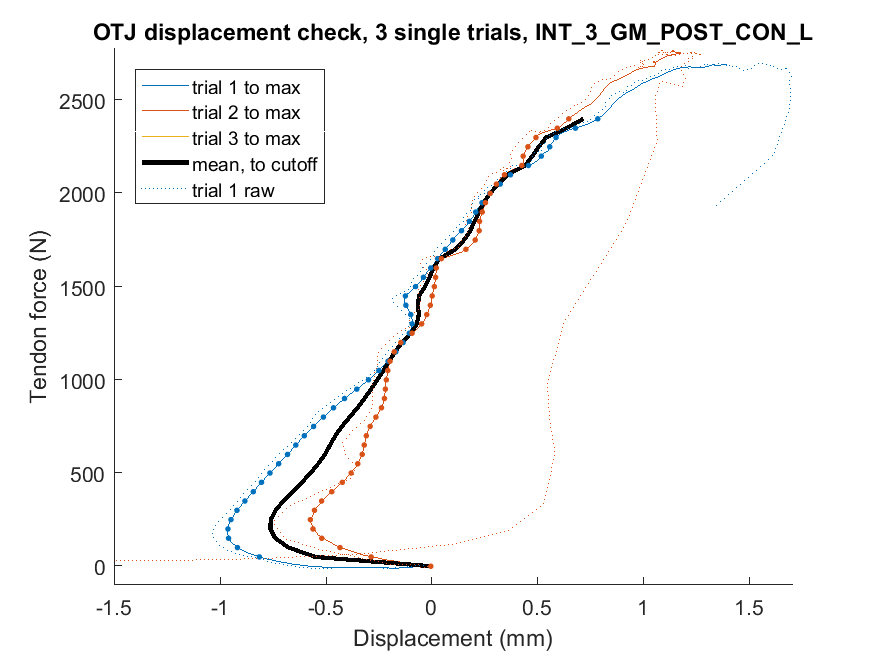 OTJ displacement check, 3 single trials, INT_3_GM_POST_CON_L
trial 1 to max
trial 2 to max
trial 3 to max
mean, to cutoff
trial 1 raw
2500
2000
1500
1000
500
0
Tendon force (N)
-1.5
-1
-0.5
0
0.5
1
1.5
Displacement (mm)